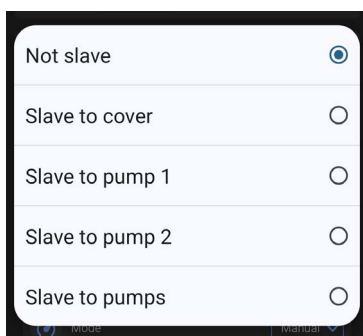 Not slave
Slave to cover
Slave to pump 1
Slave to pump 2
Slave to pumps
Mode Manual